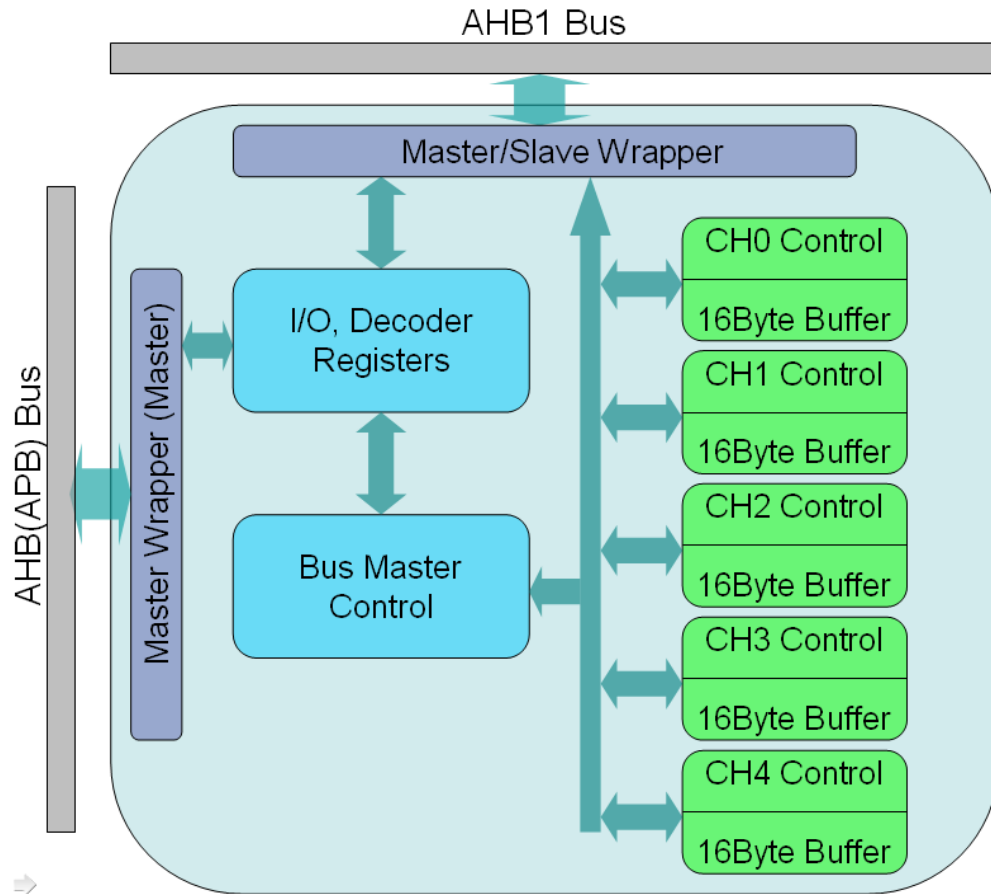 AHB1 Bus
Master/Slave Wrapper
AHB(APB) Bus
Master Wrapper (Master)
I/O, Decoder
Registers
Bus Master
Control
CH0 Control
16Byte Buffer
CH1 Control
16Byte Buffer
CH2 Control
16Byte Buffer
CH3 Control
16Byte Buffer
CH4 Control
16Byte Buffer